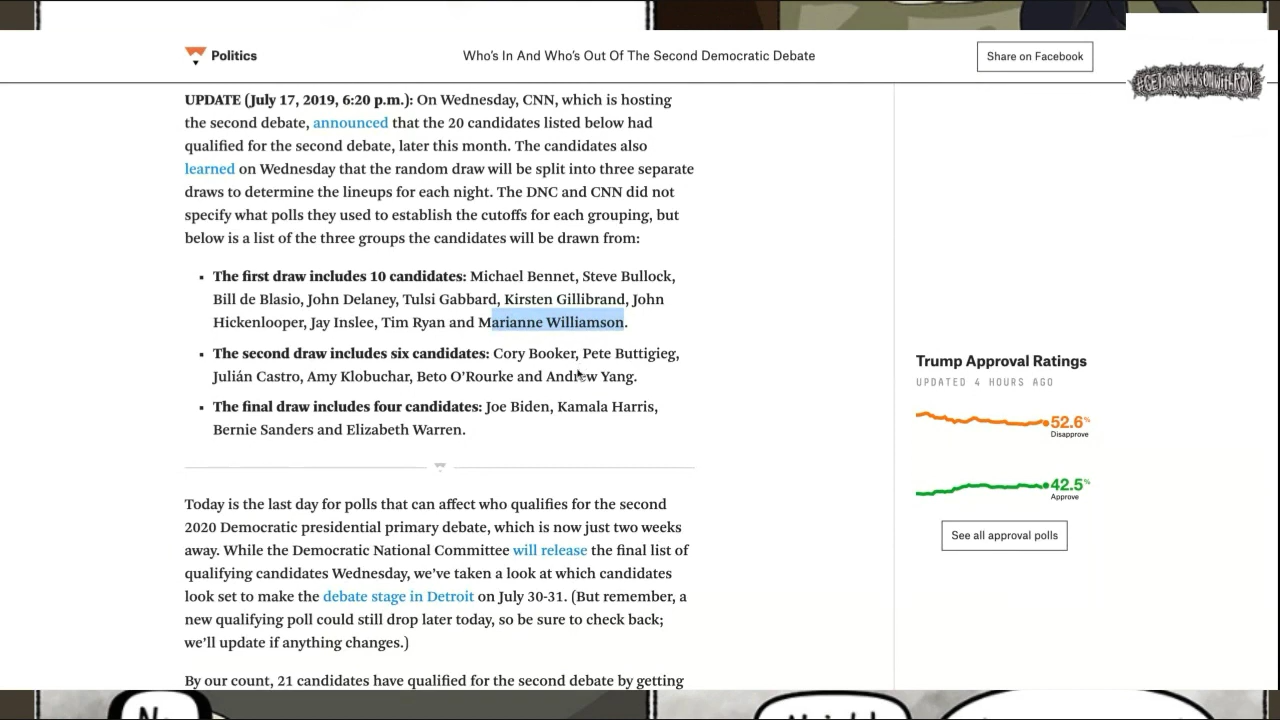 Politics
Who's In And Who's Out Of The Second Democratic Debate
Share on Facebook
#GETYOURNEWSONWITHRON
UPDATE (July 17, 2019, 6:20 p.m.): On Wednesday, CNN, which is hosting
the second debate, announced that the 20 candidates listed below had
qualified for the second debate, later this month. The candidates also
learned on Wednesday that the random draw will be split into three separate
draws to determine the lineups for each night. The DNC and CNN did not
specify what polls they used to establish the cutoffs for each grouping, but
below is a list of the three groups the candidates will be drawn from:
The first draw includes 10 candidates: Michael Bennet, Steve Bullock,
Bill de Blasio, John Delaney, Tulsi Gabbard, Kirsten Gillibrand, John
Hickenlooper, Jay Inslee, Tim Ryan and Marianne Williamson.
The second draw includes six candidates: Cory Booker, Pete Buttigieg,
Julián Castro, Amy Klobuchar, Beto O'Rourke and Andrew Yang.
The final draw includes four candidates: Joe Biden, Kamala Harris,
Bernie Sanders and Elizabeth Warren.
Today is the last day for polls that can affect who qualifies for the second
2020 Democratic presidential primary debate, which is now just two weeks
away. While the Democratic National Committee will release the final list of
qualifying candidates Wednesday, we've taken a look at which candidates
look set to make the debate stage in Detroit on July 30-31. (But remember, a
new qualifying poll could still drop later today, so be sure to check back;
we'll update if anything changes.)
By our count, 21 candidates have qualified for the second debate by getting
Trump Approval Ratings
UPDATED 4 HOURS AGO
52.6%
Disapprove
42.5%
Approve
See all approval polls